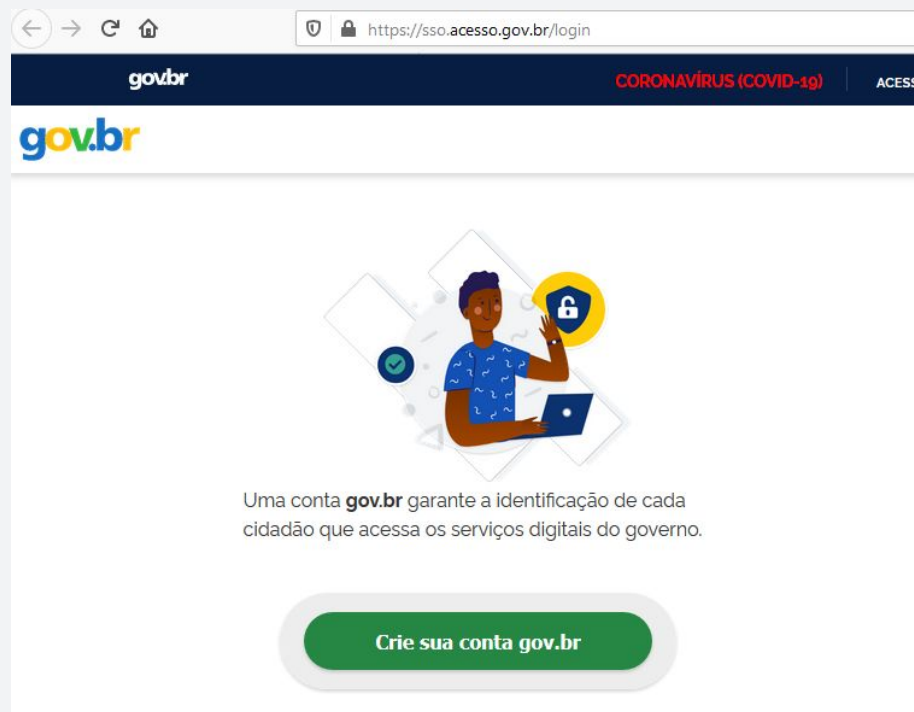 https://sso.acesso.gov.br/login
gov.br
CORONAVÍRUS (COVID-19)
ACESS
gov.br
Uma conta gov.br garante a identificação de cada
cidadão que acessa os serviços digitais do governo.
Crie sua conta gov.br